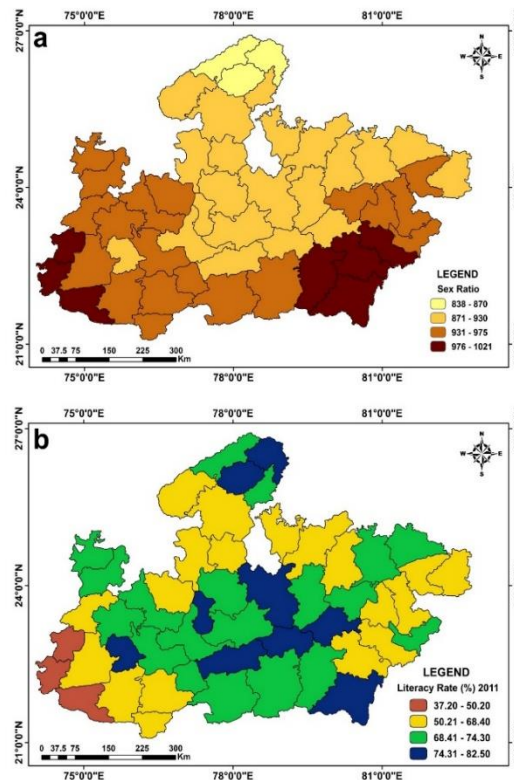 a
75°0'0"E 78°0'0"E 81°0'0"E
27°0'0"N
24°0'0"N
21°0'0"N
N
W E
S
LEGEND
Sex Ratio
838 - 870
871 - 930
931 - 975
976 - 1021
0 37.5 75 150 225 300
Km
75°0'0"E 78°0'0"E 81°0'0"E
b
75°0'0"E 78°0'0"E 81°0'0"E
27°0'0"N
24°0'0"N
21°0'0"N
N
W E
S
LEGEND
Literacy Rate (%) 2011
37.20 - 50.20
50.21 - 68.40
68.41 - 74.30
74.31 - 82.50
0 37.5 75 150 225 300
Km
75°0'0"E 78°0'0"E 81°0'0"E